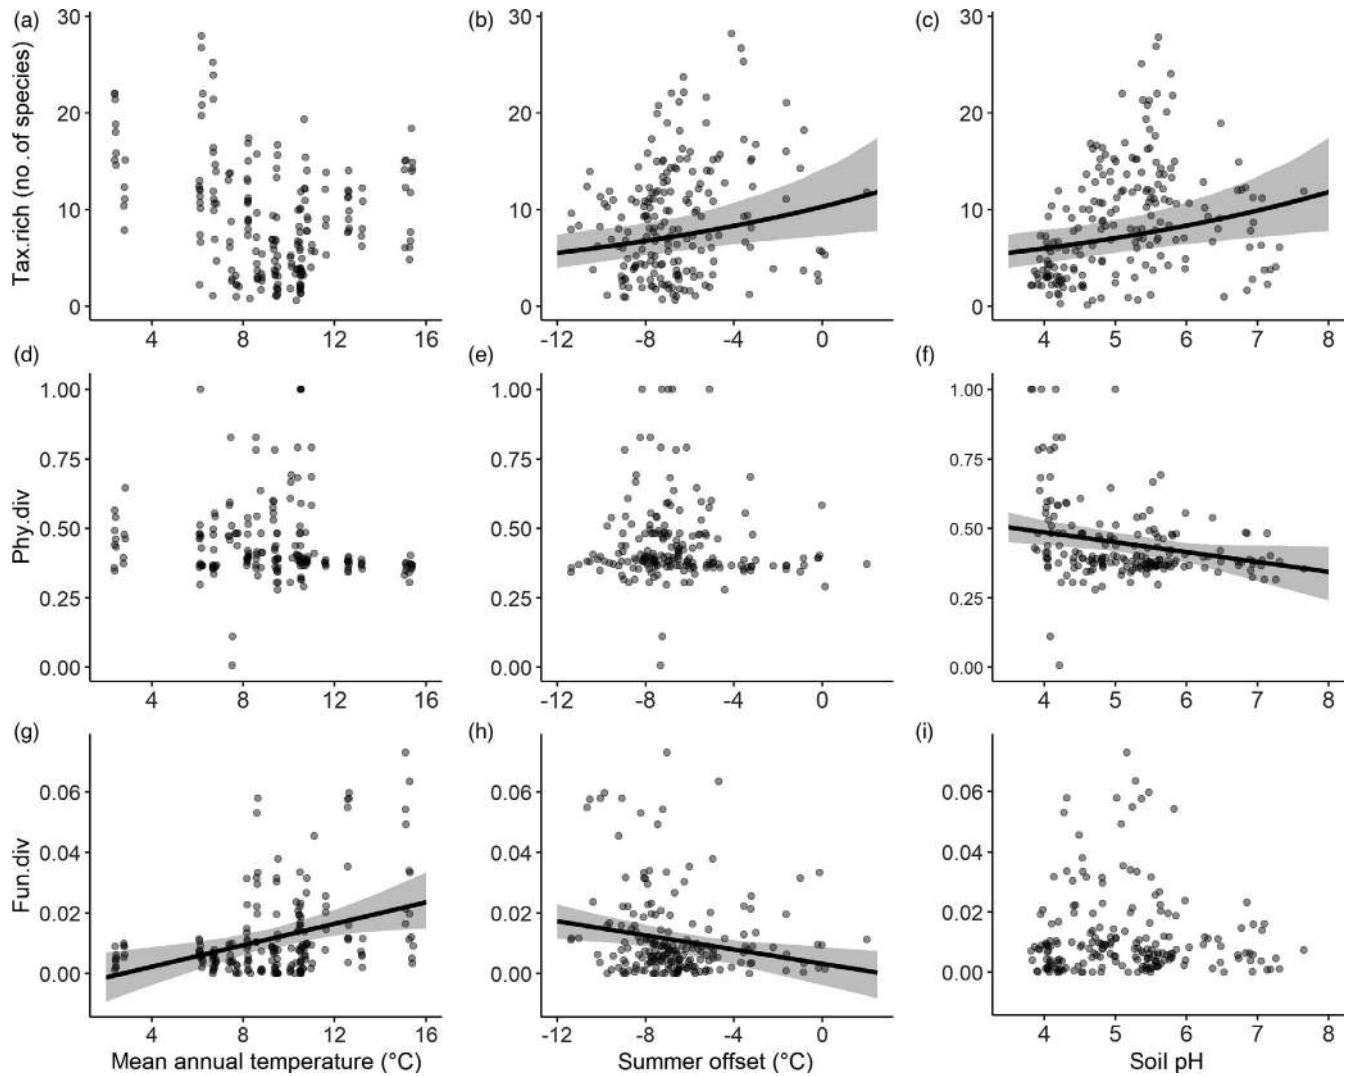 (a)
(b)
(c)
Tax.rich (no. of species)
30
20
10
0
30
20
10
0
30
20
10
0
4 8 12 16
-12 -8 -4 0
4 5 6 7 8
(d)
(e)
(f)
Phy.div
1.00
0.75
0.50
0.25
0.00
1.00
0.75
0.50
0.25
0.00
1.00
0.75
0.50
0.25
0.00
4 8 12 16
-12 -8 -4 0
4 5 6 7 8
(g)
(h)
(i)
Fun.div
0.06
0.04
0.02
0.00
0.06
0.04
0.02
0.00
0.06
0.04
0.02
0.00
4 8 12 16
-12 -8 -4 0
4 5 6 7 8
Mean annual temperature (°C)
Summer offset (°C)
Soil pH